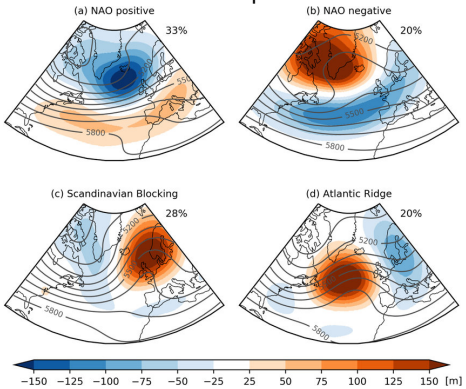 (a) NAO positive
33%
5500
5800
(b) NAO negative
20%
5200
5500
5800
(c) Scandinavian Blocking
28%
5200
5800
(d) Atlantic Ridge
20%
5200
5800
−150 −125 −100 −75 −50 −25 25 50 75 100 125 150 [m]